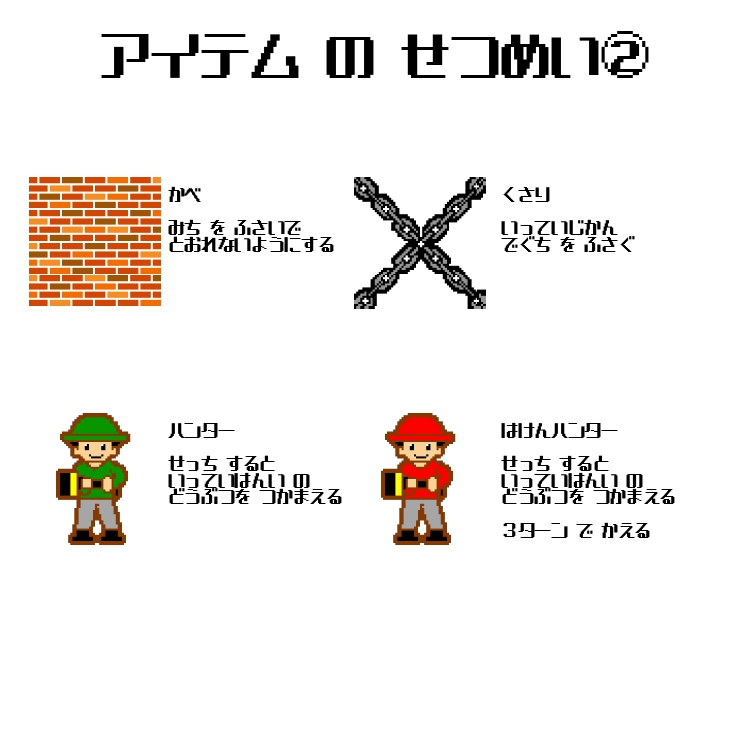 アイテム の せつめい②
かべ
みち を ふさいで
とおれないようにする
くさり
いっていじかん
でぐち を ふさぐ
ハンター
せっち すると
いっていはんい の
どうぶつを つかまえる
はけんハンター
せっち すると
いっていはんい の
どうぶつを つかまえる
３ターン で かえる